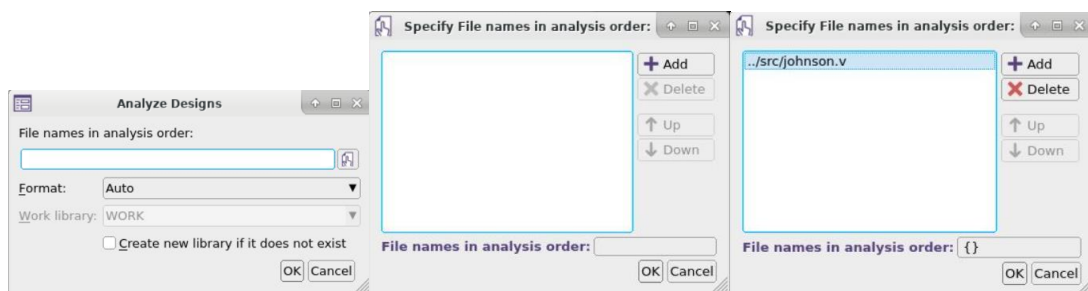 Analyze Designs
File names in analysis order:
Format: Auto
Work library: WORK
Create new library if it does not exist
OK Cancel
Specify File names in analysis order:
Add
Delete
Up
Down
File names in analysis order:
OK Cancel
Specify File names in analysis order:
../src/johnson.v
Add
Delete
Up
Down
File names in analysis order: {}
OK Cancel